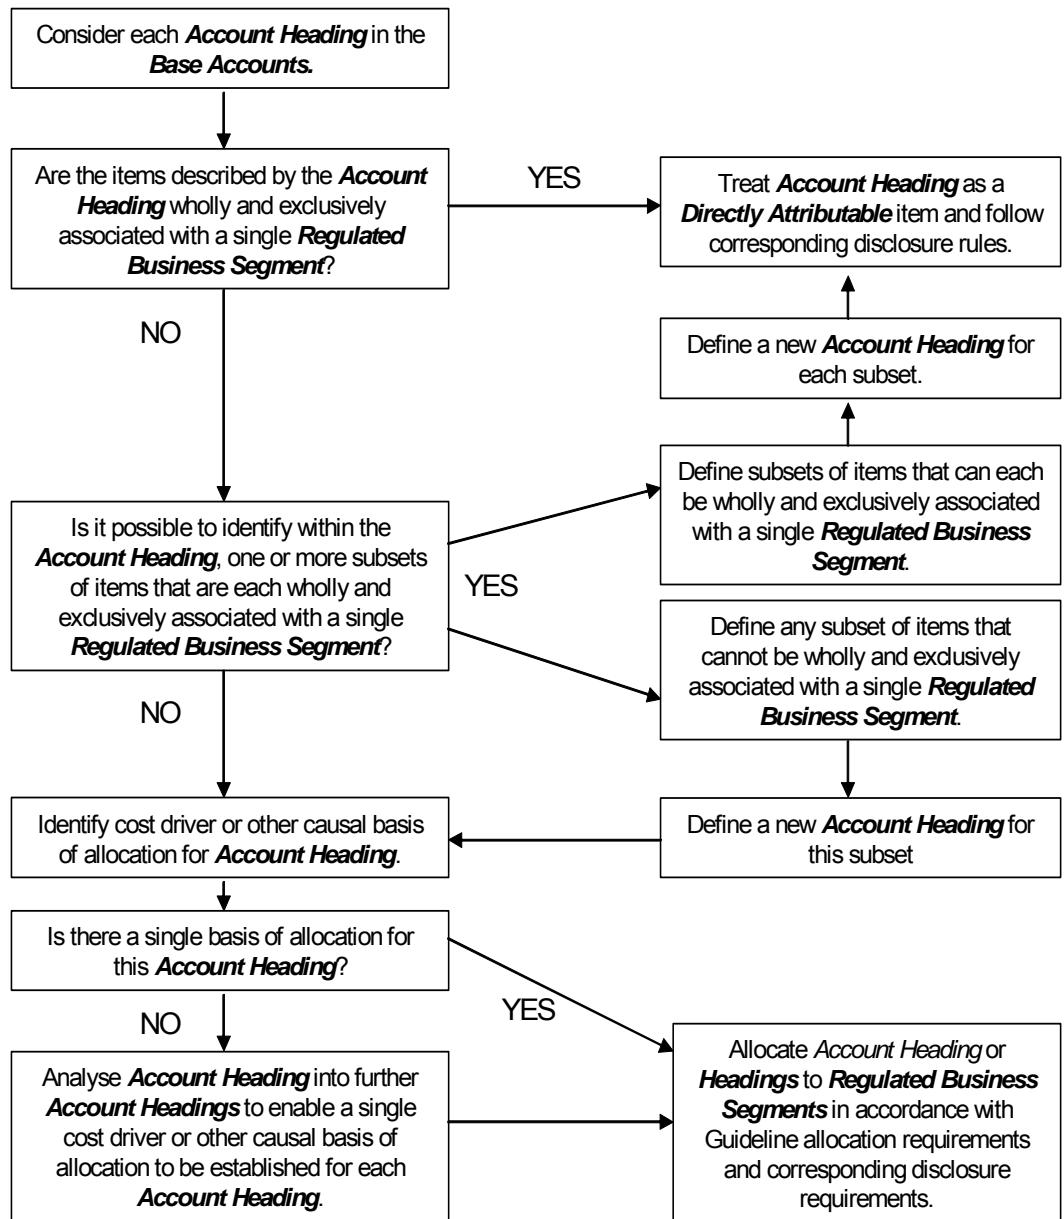 Consider each Account Heading in the
Base Accounts.
Are the items described by the Account
Heading wholly and exclusively
associated with a single Regulated
Business Segment?
YES
Treat Account Heading as a
Directly Attributable item and follow
corresponding disclosure rules.
NO
Define a new Account Heading for
each subset.
Define subsets of items that can each
be wholly and exclusively associated
with a single Regulated Business
Segment.
Is it possible to identify within the
Account Heading, one or more subsets
of items that are each wholly and
exclusively associated with a single
Regulated Business Segment?
YES
Define any subset of items that
cannot be wholly and exclusively
associated with a single Regulated
Business Segment.
NO
Identify cost driver or other causal basis
of allocation for Account Heading.
Define a new Account Heading for
this subset
Is there a single basis of allocation for
this Account Heading?
YES
NO
Analyse Account Heading into further
Account Headings to enable a single
cost driver or other causal basis of
allocation to be established for each
Account Heading.
Allocate Account Heading or
Headings to Regulated Business
Segments in accordance with
Guideline allocation requirements
and corresponding disclosure
requirements.